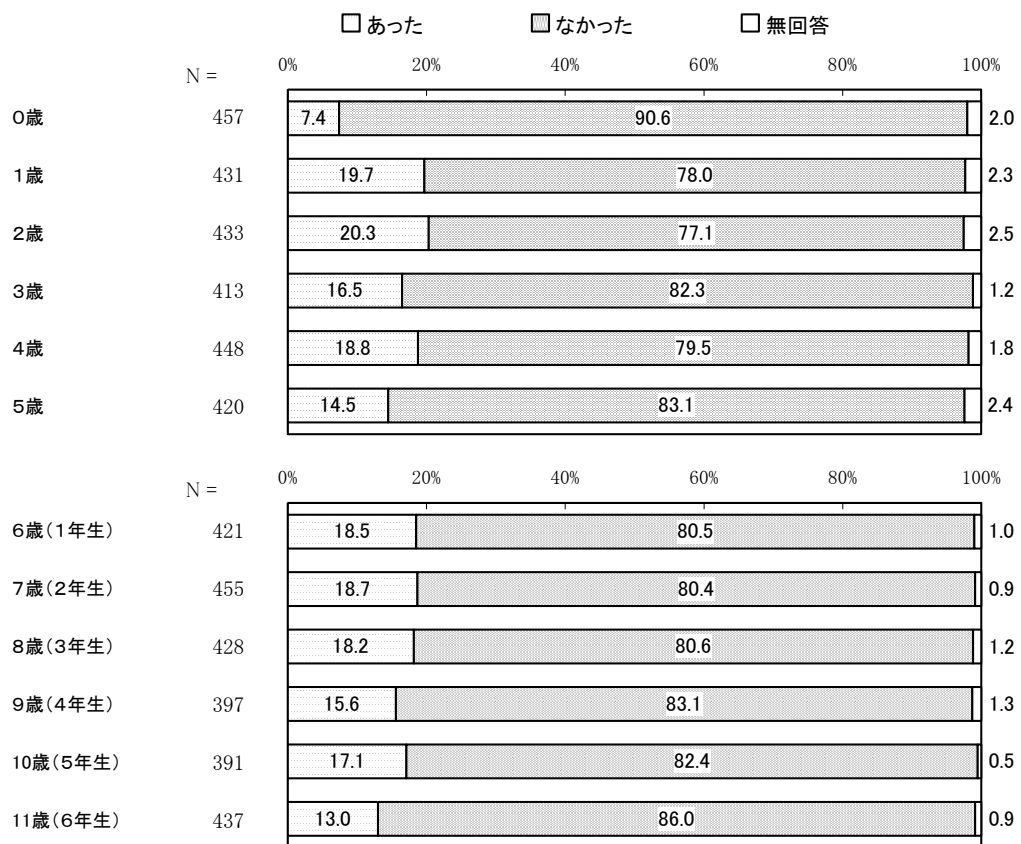 あった なかった 無回答
N = 0% 20% 40% 60% 80% 100%
0歳 457 7.4 90.6 2.0
1歳 431 19.7 78.0 2.3
2歳 433 20.3 77.1 2.5
3歳 413 16.5 82.3 1.2
4歳 448 18.8 79.5 1.8
5歳 420 14.5 83.1 2.4
N = 0% 20% 40% 60% 80% 100%
6歳(1年生) 421 18.5 80.5 1.0
7歳(2年生) 455 18.7 80.4 0.9
8歳(3年生) 428 18.2 80.6 1.2
9歳(4年生) 397 15.6 83.1 1.3
10歳(5年生) 391 17.1 82.4 0.5
11歳(6年生) 437 13.0 86.0 0.9